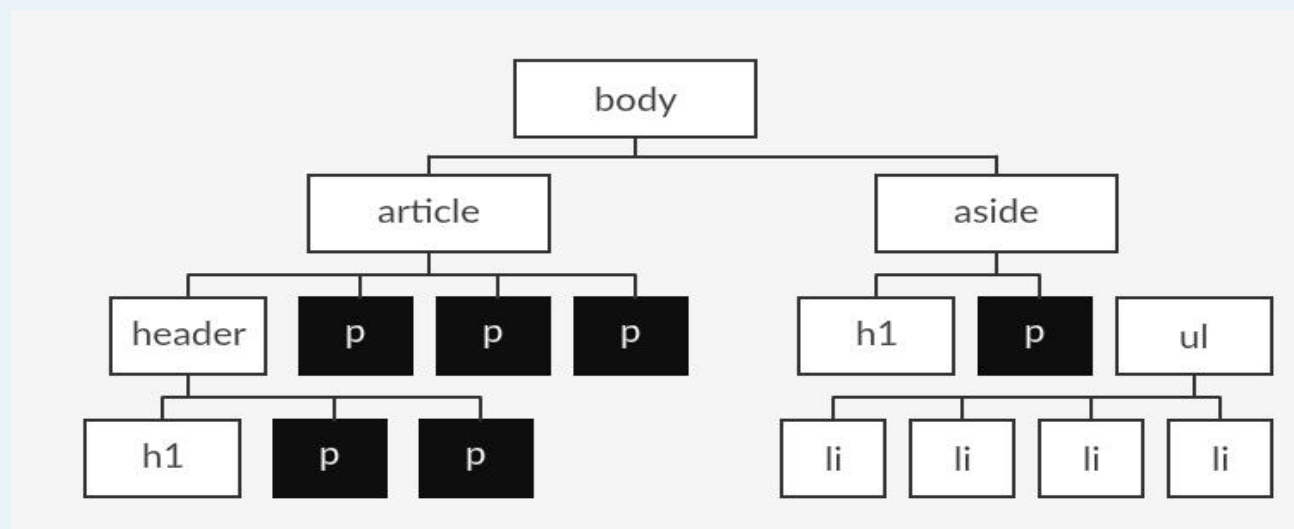 body
article aside
header p p p h1 p ul
h1 p p li li li li